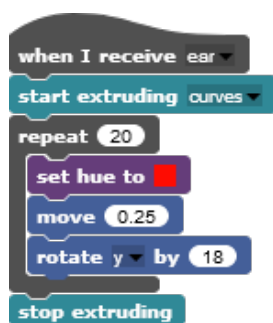 when I receive ear
start extruding curves
repeat 20
set hue to
move 0.25
rotate y by 18
stop extruding